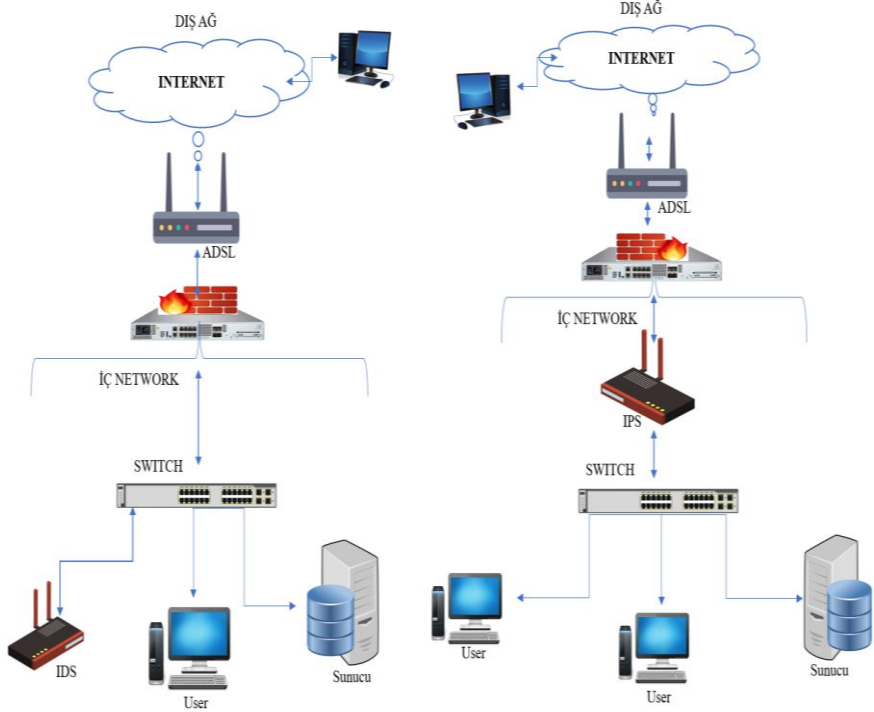 DIŞ AĞ
INTERNET
ADSL
İÇ NETWORK
SWITCH
IDS
User
Sunucu
DIŞ AĞ
INTERNET
ADSL
İÇ NETWORK
IPS
SWITCH
User
User
Sunucu